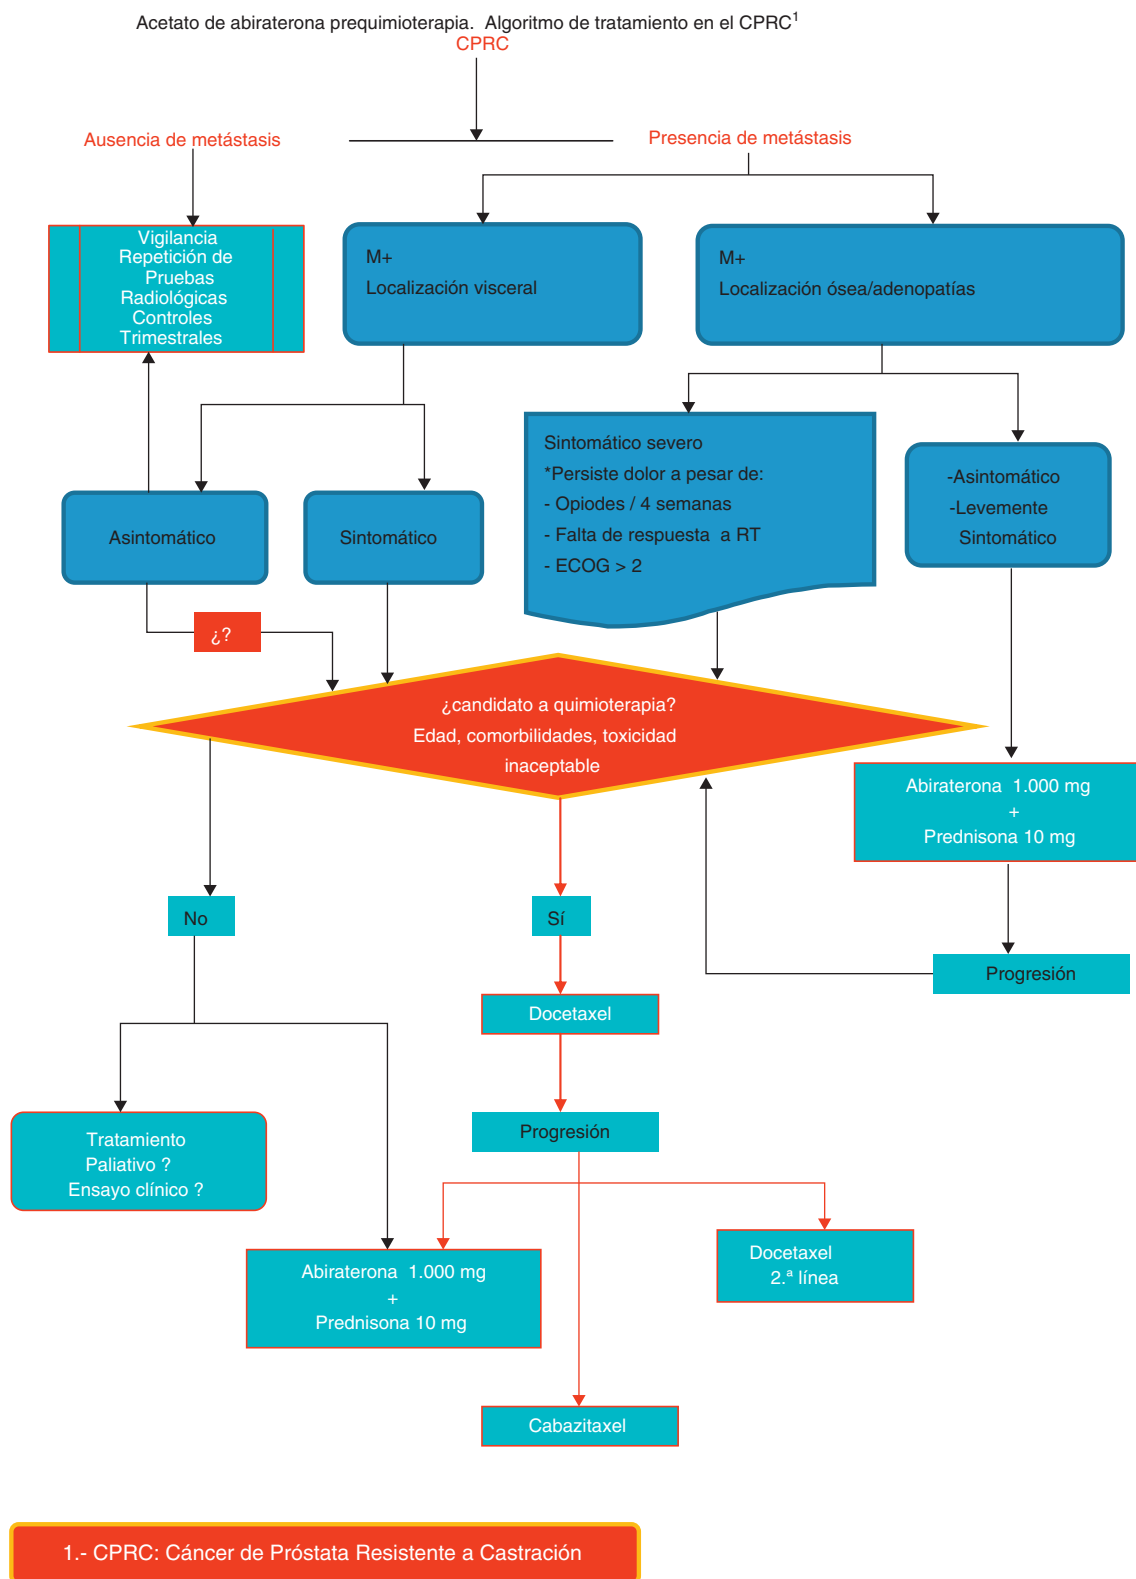 Acetato de abiraterona prequimioterapia. Algoritmo de tratamiento en el CPRC1
CPRC
Ausencia de metástasis
Presencia de metástasis
Vigilancia
Repetición de
Pruebas
Radiológicas
Controles
Trimestrales
M+
Localización visceral
M+
Localización ósea/adenopatías
Sintomático severo
*Persiste dolor a pesar de:
- Opiodes / 4 semanas
- Falta de respuesta a RT
- ECOG > 2
-Asintomático
-Levemente
Sintomático
Asintomático
Sintomático
¿?
¿candidato a quimioterapia?
Edad, comorbilidades, toxicidad
inaceptable
Abiraterona 1.000 mg
+
Prednisona 10 mg
No
Sí
Progresión
Docetaxel
Progresión
Tratamiento
Paliativo ?
Ensayo clínico ?
Abiraterona 1.000 mg
+
Prednisona 10 mg
Docetaxel
2.ª línea
Cabazitaxel
1.- CPRC: Cáncer de Próstata Resistente a Castración